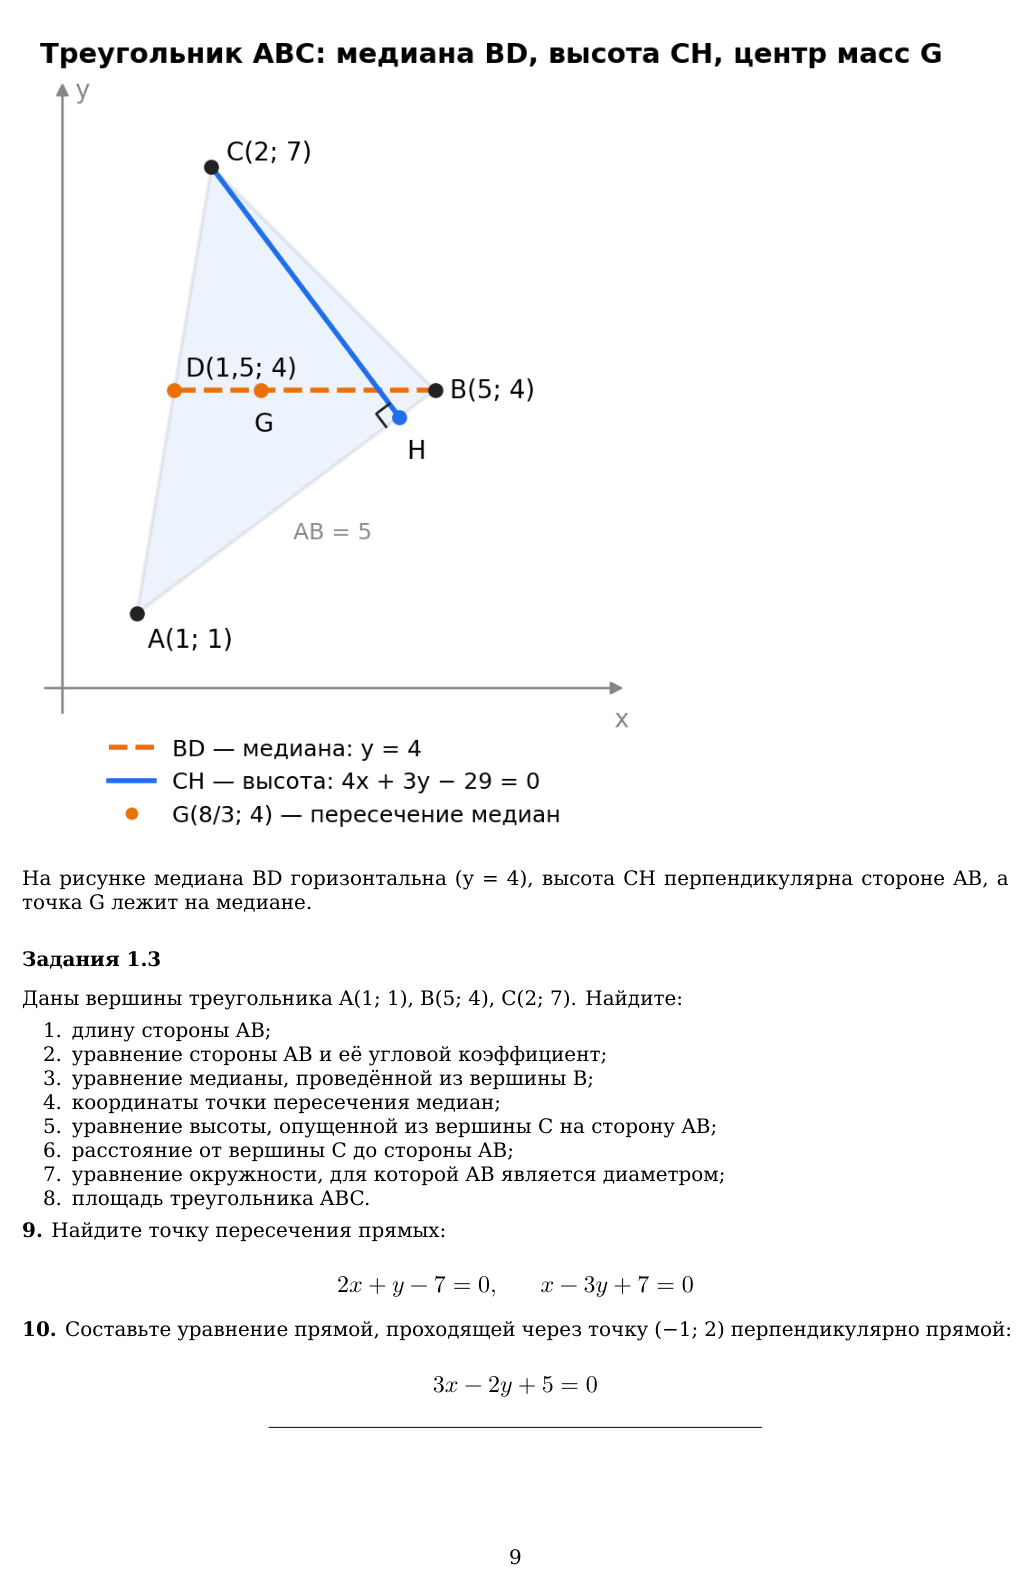 Треугольник ABC: медиана BD, высота CH, центр масс G
y
C(2; 7)
D(1,5; 4)
B(5; 4)
G
H
AB = 5
A(1; 1)
x
BD — медиана: y = 4
CH — высота: 4x + 3y − 29 = 0
G(8/3; 4) — пересечение медиан
На рисунке медиана BD горизонтальна (y = 4), высота CH перпендикулярна стороне AB, а
точка G лежит на медиане.
Задания 1.3
Даны вершины треугольника A(1; 1), B(5; 4), C(2; 7). Найдите:
1. длину стороны AB;
2. уравнение стороны AB и её угловой коэффициент;
3. уравнение медианы, проведённой из вершины B;
4. координаты точки пересечения медиан;
5. уравнение высоты, опущенной из вершины C на сторону AB;
6. расстояние от вершины C до стороны AB;
7. уравнение окружности, для которой AB является диаметром;
8. площадь треугольника ABC.
9. Найдите точку пересечения прямых:
2x + y − 7 = 0, x − 3y + 7 = 0
10. Составьте уравнение прямой, проходящей через точку (−1; 2) перпендикулярно прямой:
3x − 2y + 5 = 0
9